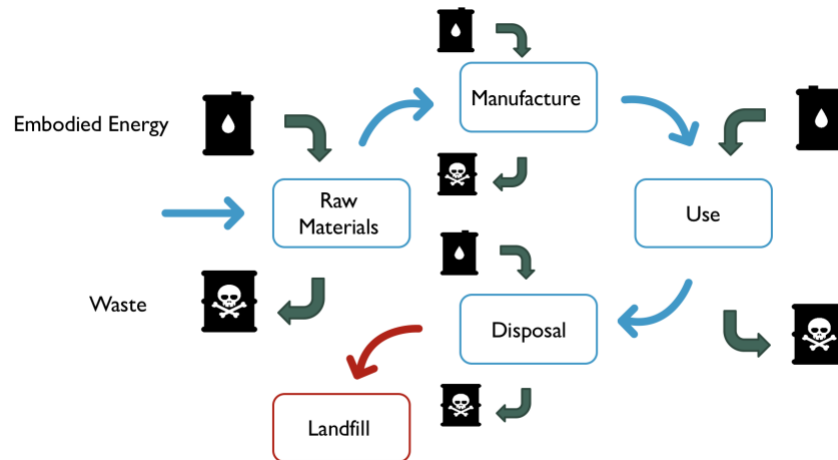 Manufacture
Embodied Energy
Raw
Materials
Use
Waste
Disposal
Landfill